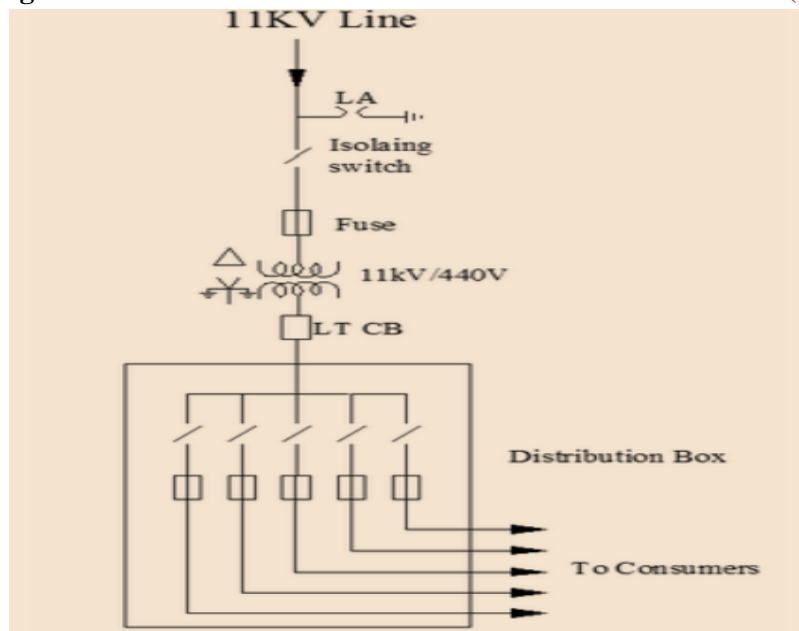 11KV Line
LA
Isolaing
switch
Fuse
11kV/440V
LT CB
Distribution Box
To Consumers